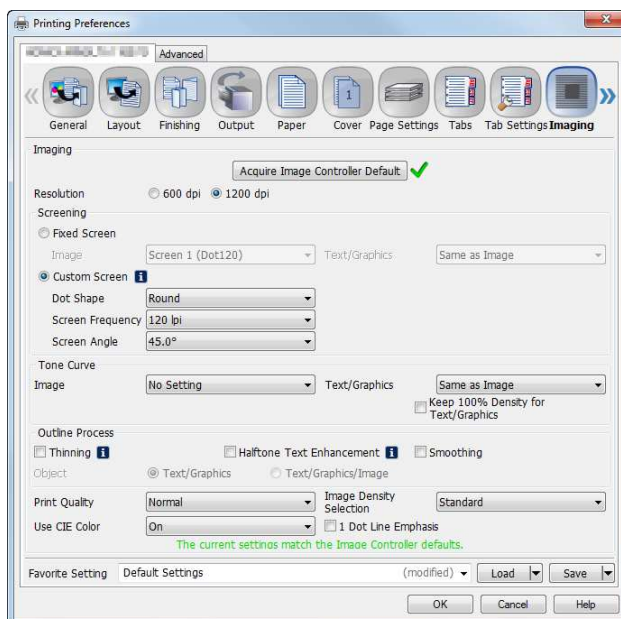 Printing Preferences
Advanced
General Layout Finishing Output Paper Cover Page Settings Tabs Tab Settings Imaging
Imaging
Acquire Image Controller Default
Resolution 600 dpi 1200 dpi
Screening
Fixed Screen
Image Screen 1 (Dot120) Text/Graphics Same as Image
Custom Screen
Dot Shape Round
Screen Frequency 120 lpi
Screen Angle 45.0°
Tone Curve
Image No Setting Text/Graphics Same as Image
Keep 100% Density for
Text/Graphics
Outline Process
Thinning Halftone Text Enhancement Smoothing
Object Text/Graphics Text/Graphics/Image
Print Quality Normal Image Density
Selection Standard
Use CIE Color On 1 Dot Line Emphasis
The current settings match the Image Controller defaults.
Favorite Setting Default Settings (modified) Load Save
OK Cancel Help